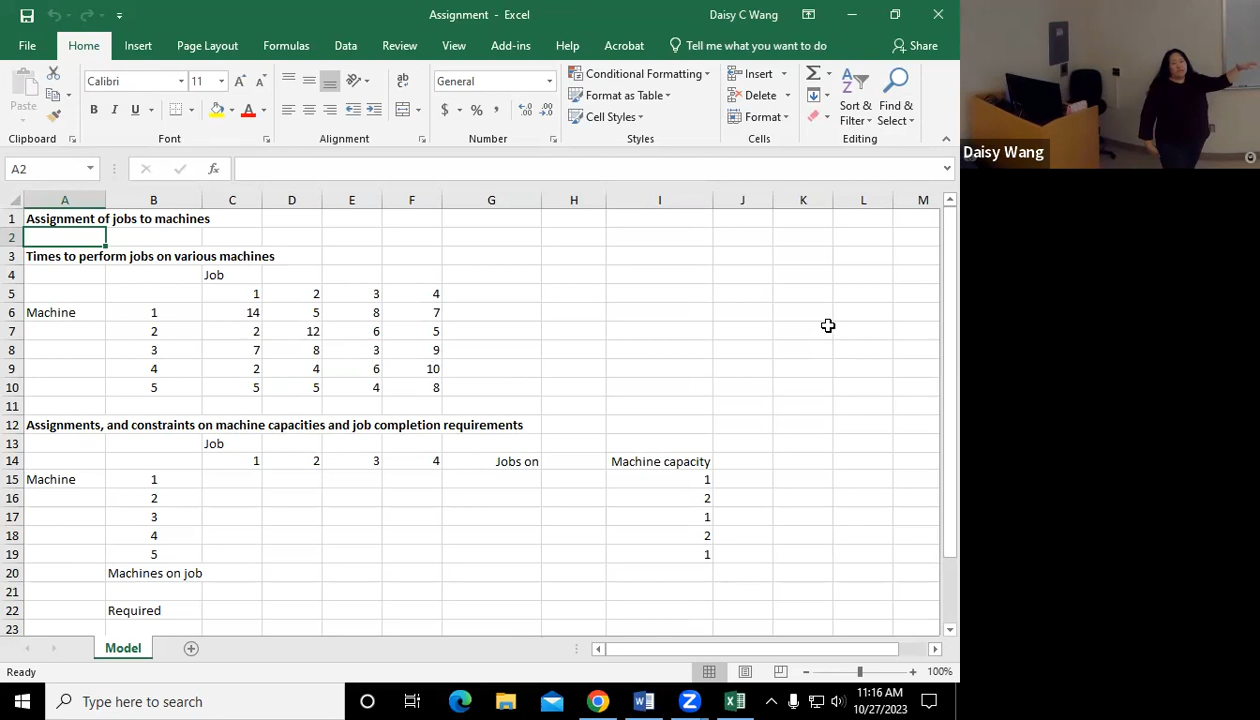 Assignment - Excel
Daisy C Wang
File Home Insert Page Layout Formulas Data Review View Add-ins Help Acrobat Tell me what you want to do Share
Paste
Calibri 11
General
Conditional Formatting
Format as Table
Cell Styles
Insert
Delete
Format
Sort & Filter
Find & Select
Clipboard Font Alignment Number Styles Cells Editing
Daisy Wang
A2
A B C D E F G H I J K L M
1 Assignment of jobs to machines
2
3 Times to perform jobs on various machines
4 Job
5 1 2 3 4
6 Machine 1 14 5 8 7
7 2 2 12 6 5
8 3 7 8 3 9
9 4 2 4 6 10
10 5 5 5 4 8
11
12 Assignments, and constraints on machine capacities and job completion requirements
13 Job
14 1 2 3 4 Jobs on Machine capacity
15 Machine 1 1
16 2 2
17 3 1
18 4 2
19 5 1
20 Machines on job
21
22 Required
23
Model
Ready
100%
Type here to search
11:16 AM
10/27/2023